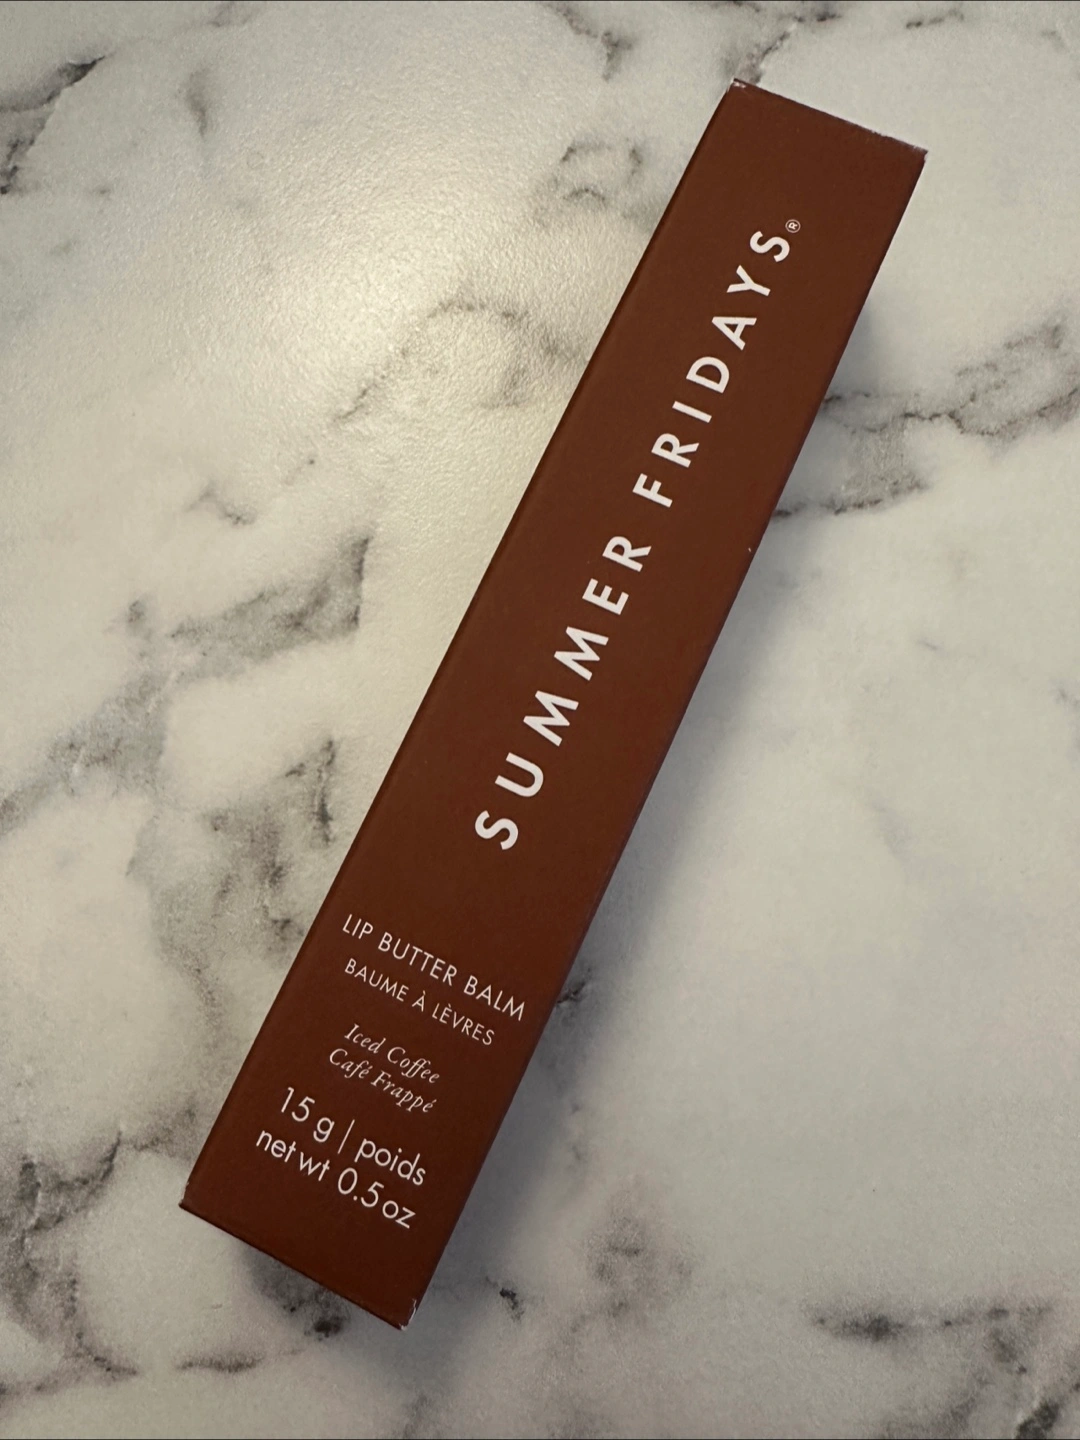 SUMMER FRIDAYS®
LIP BUTTER BALM
BAUME À LÈVRES
Iced Coffee
Café Frappé
15 g | poids
net wt 0.5 oz